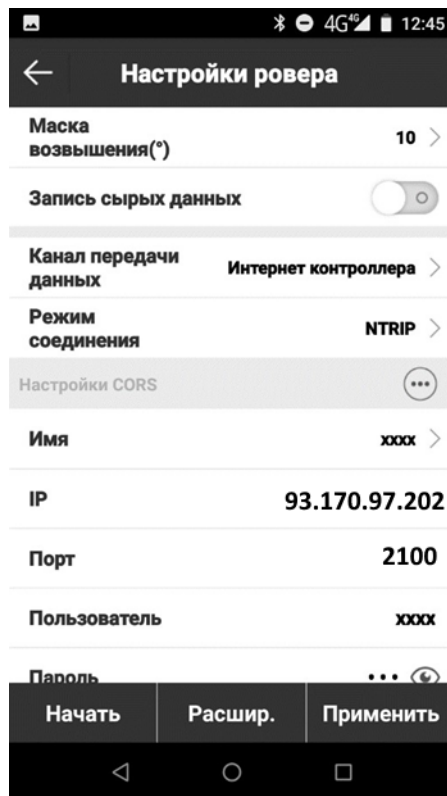 4G 4G 12:45
Настройки ровера
Маска
возвышения(°)
10
Запись сырых данных
Канал передачи
данных
Интернет контроллера
Режим
соединения
NTRIP
Настройки CORS
Имя
xxxx
IP
93.170.97.202
Порт
2100
Пользователь
xxxx
Пароль
Начать
Расшир.
Применить